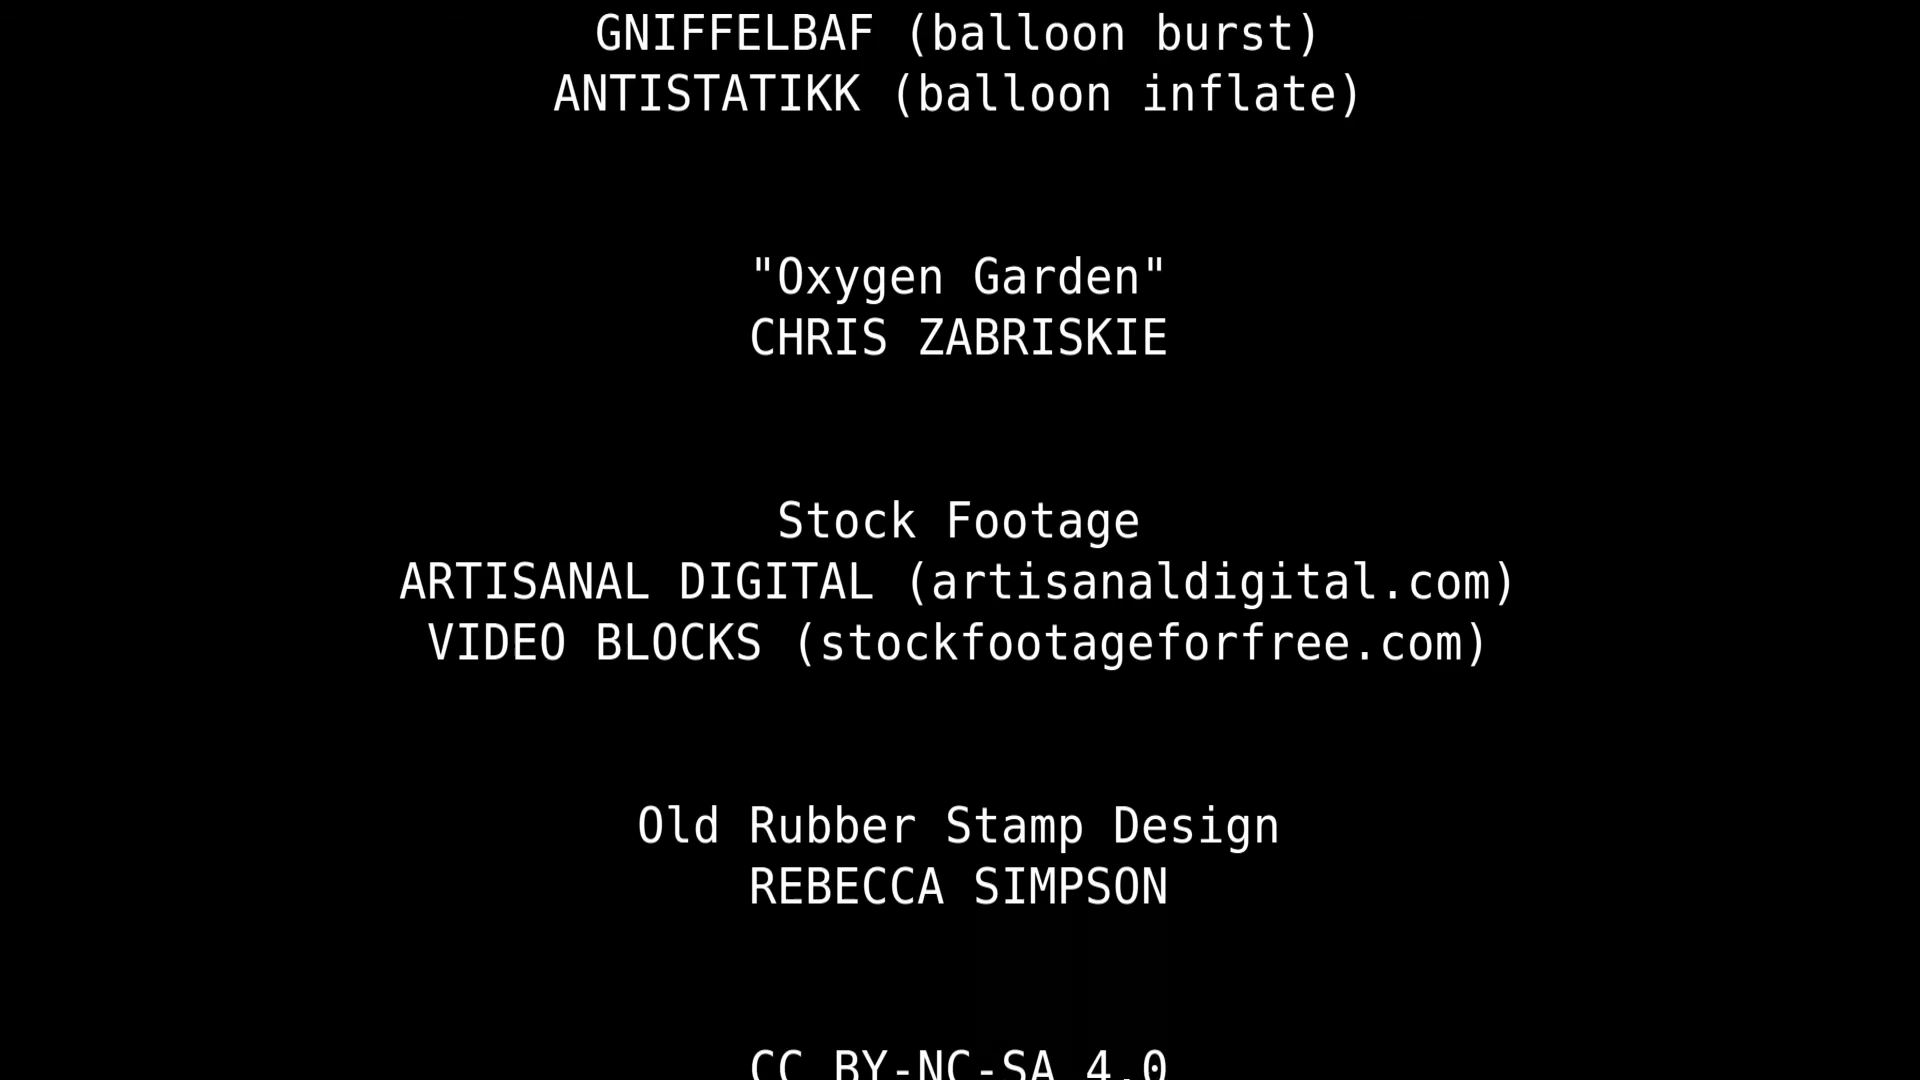 GNIFFELBAF (balloon burst)
ANTISTATIKK (balloon inflate)
"Oxygen Garden"
CHRIS ZABRISKIE
Stock Footage
ARTISANAL DIGITAL (artisanaldigital.com)
VIDEO BLOCKS (stockfootageforfree.com)
Old Rubber Stamp Design
REBECCA SIMPSON
CC BY-NC-SA 4.0